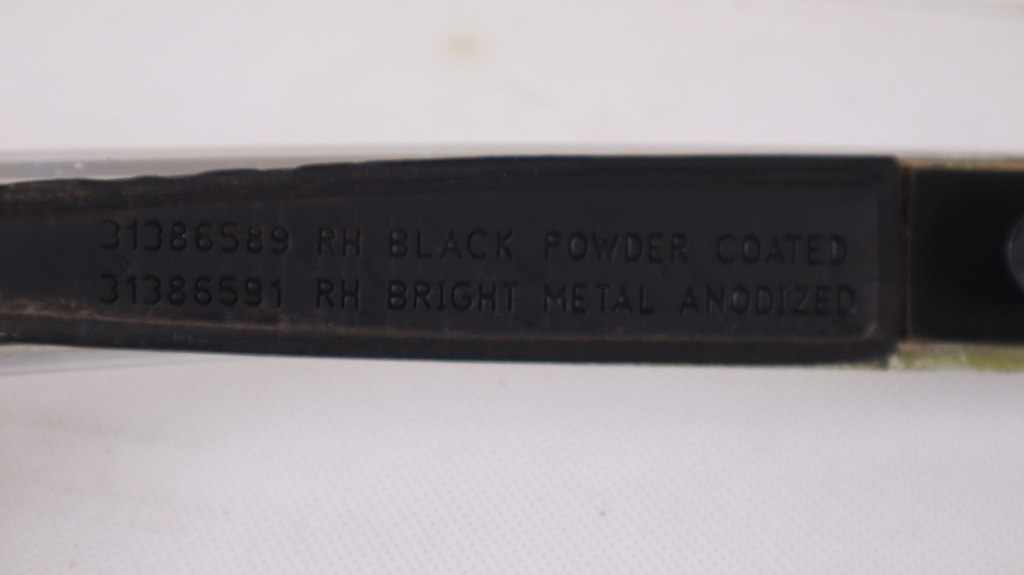 31386589 RH BLACK POWDER COATED
31386591 RH BRIGHT METAL ANODIZED